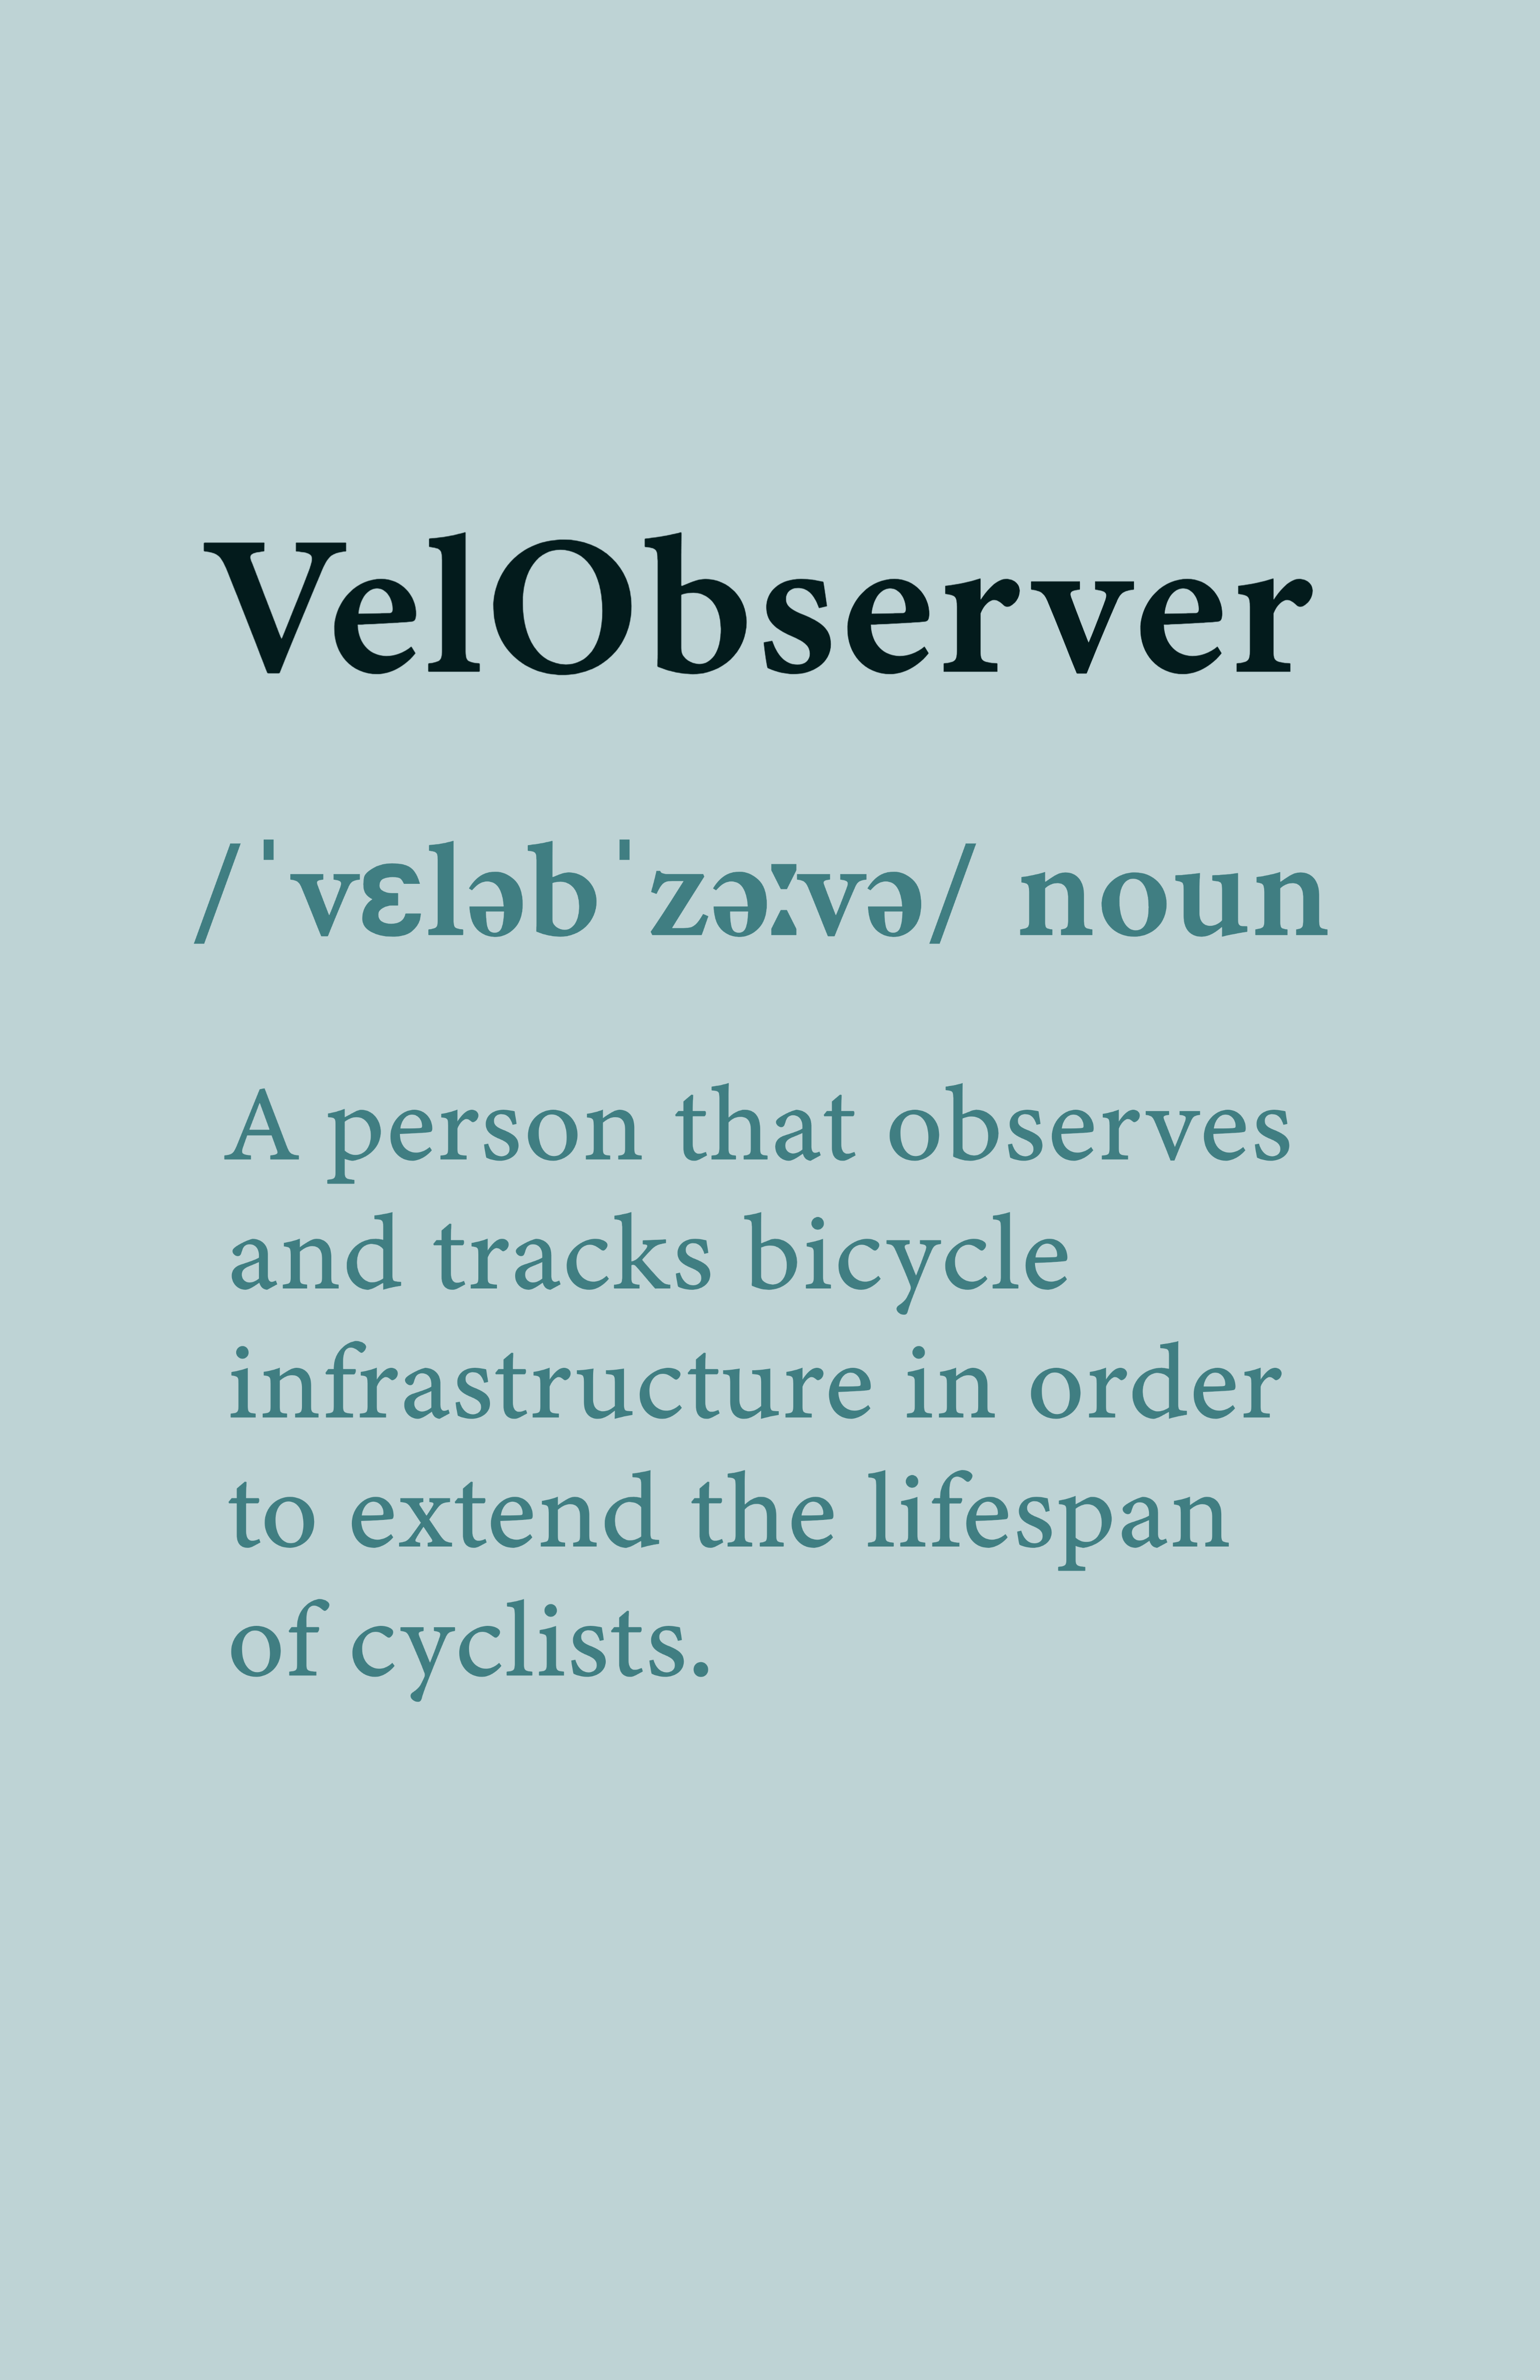 VelObserver
/ˈvɛləbˈzəːvə/ noun
A person that observes
and tracks bicycle
infrastructure in order
to extend the lifespan
of cyclists.